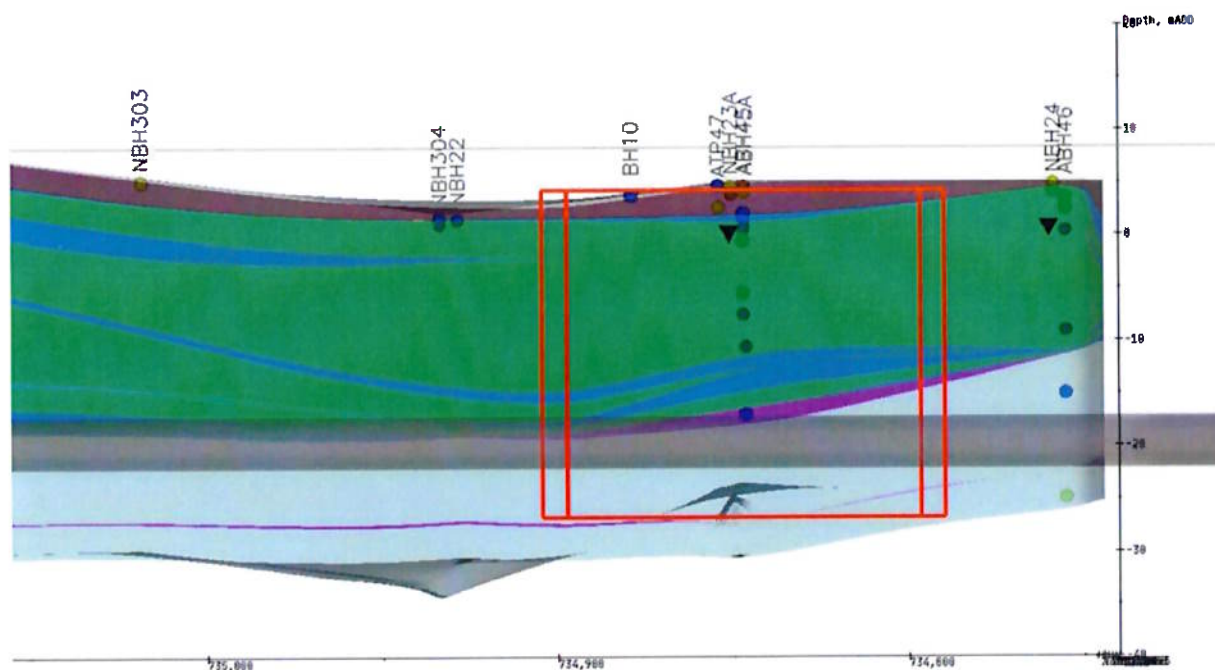 Depth, mAOD
10
NBH303
NBH304
NBH22
BH10
ATP47
NBH23A
ABH45A
NBH24
ABH46
0
-10
-20
-30
735,000
734,900
734,800